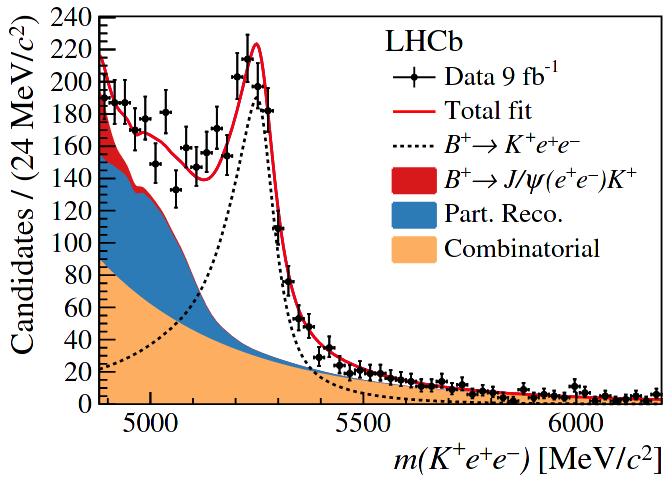 Candidates / (24 MeV/c²)
240
220
200
180
160
140
120
100
80
60
40
20
0
LHCb
Data 9 fb⁻¹
Total fit
B⁺→ K⁺e⁺e⁻
B⁺→ J/ψ(e⁺e⁻)K⁺
Part. Reco.
Combinatorial
5000 5500 6000
m(K⁺e⁺e⁻) [MeV/c²]